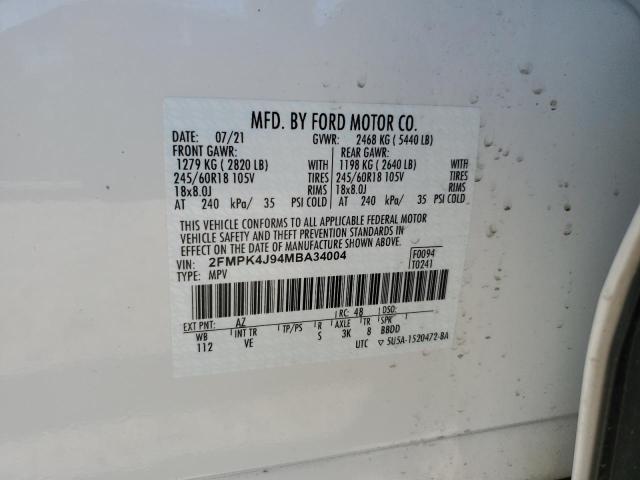 MFD. BY FORD MOTOR CO.
DATE: 07/21 GVWR: 2468 KG ( 5440 LB)
FRONT GAWR: REAR GAWR:
1279 KG ( 2820 LB) WITH 1198 KG ( 2640 LB) WITH
245/60R18 105V TIRES 245/60R18 105V TIRES
18x8.0J RIMS 18x8.0J RIMS
AT 240 kPa/ 35 PSI COLD AT 240 kPa/ 35 PSI COLD
THIS VEHICLE CONFORMS TO ALL APPLICABLE FEDERAL MOTOR
VEHICLE SAFETY AND THEFT PREVENTION STANDARDS IN
EFFECT ON THE DATE OF MANUFACTURE SHOWN ABOVE.
VIN: 2FMPK4J94MBA34004 F0094
TYPE: MPV T0241
EXT PNT: AZ RC: 48 DSO:
WB INT TR TP/PS R AXLE TR SPR
112 VE S 3K 8 BBDD
UTC ▽ 5U5A-1520472-BA